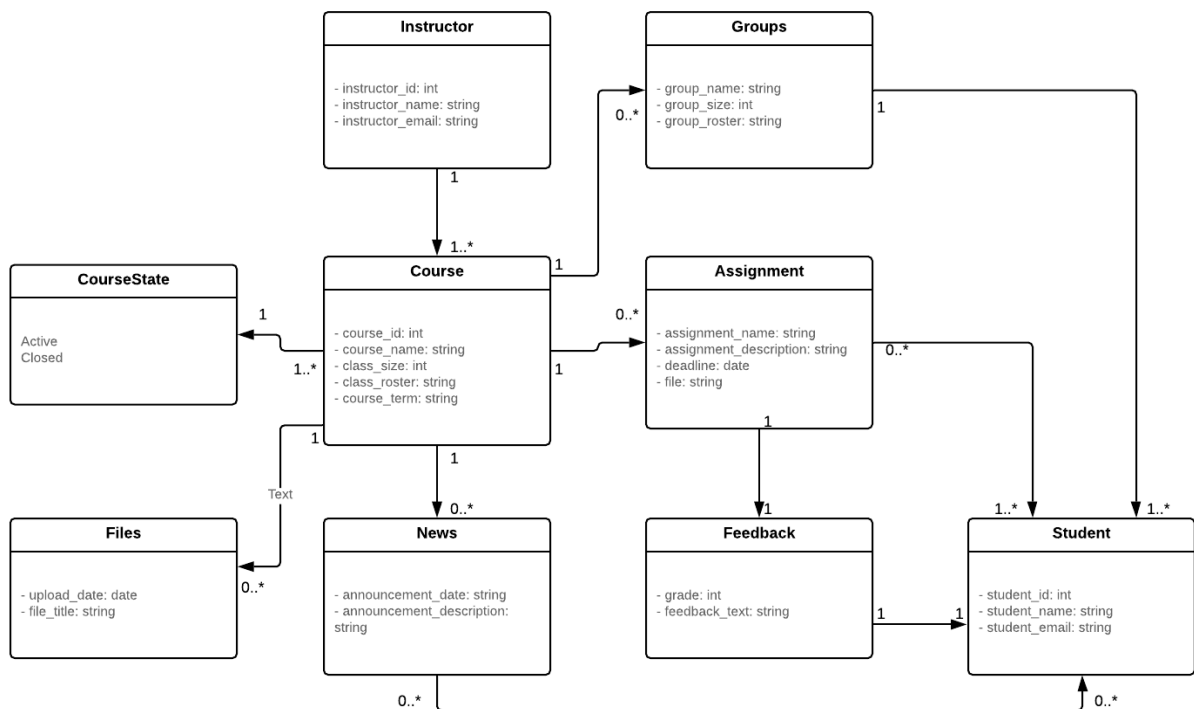 Instructor
- instructor_id: int
- instructor_name: string
- instructor_email: string
1
1..*
Groups
- group_name: string
- group_size: int
- group_roster: string
0..*
1
CourseState
Active
Closed
1
1..*
Course
- course_id: int
- course_name: string
- class_size: int
- class_roster: string
- course_term: string
1
1
1
1
Assignment
- assignment_name: string
- assignment_description: string
- deadline: date
- file: string
0..*
0..*
1
Text
Files
- upload_date: date
- file_title: string
0..*
0..*
News
- announcement_date: string
- announcement_description:
string
0..*
1
Feedback
- grade: int
- feedback_text: string
1
1
1..*
1..*
Student
- student_id: int
- student_name: string
- student_email: string
0..*